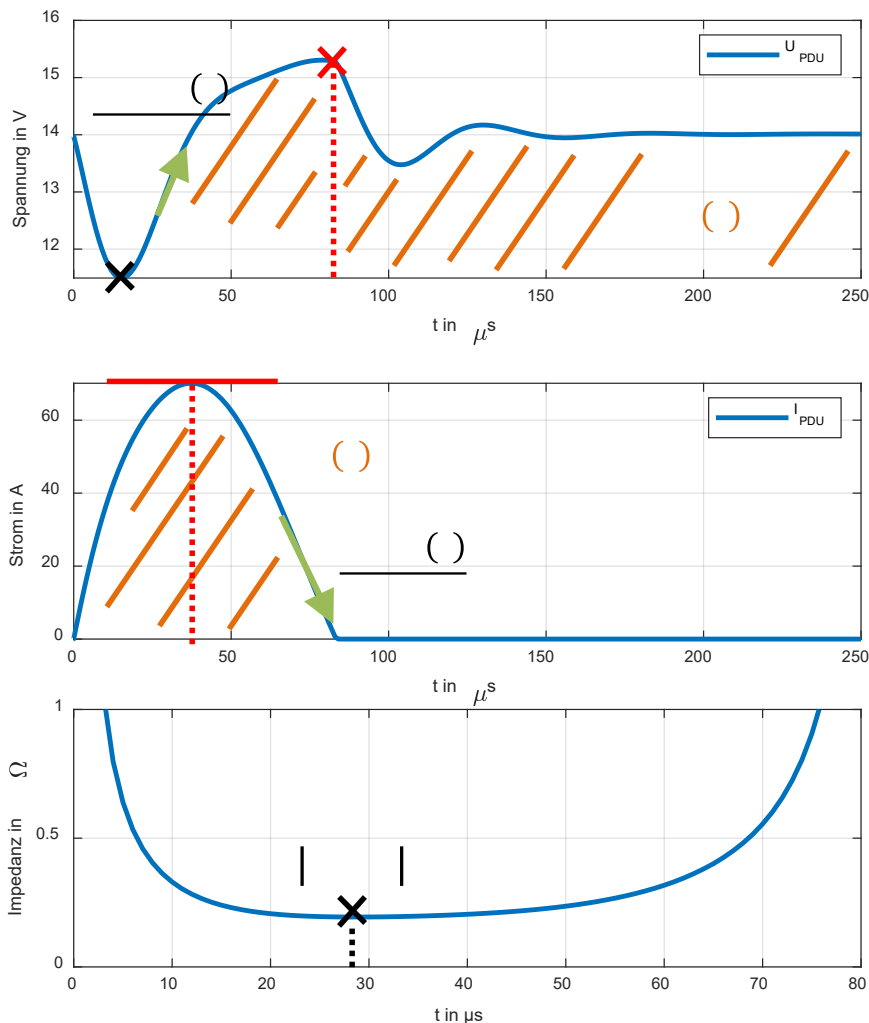 16
15
14
13
12
Spannung in V
( )
( )
U PDU
0 50 100 150 200 250
t in μs
60
40
20
0
Strom in A
( )
( )
I PDU
0 50 100 150 200 250
t in μs
1
0.5
0
Impedanz in Ω
| |
0 10 20 30 40 50 60 70 80
t in µs